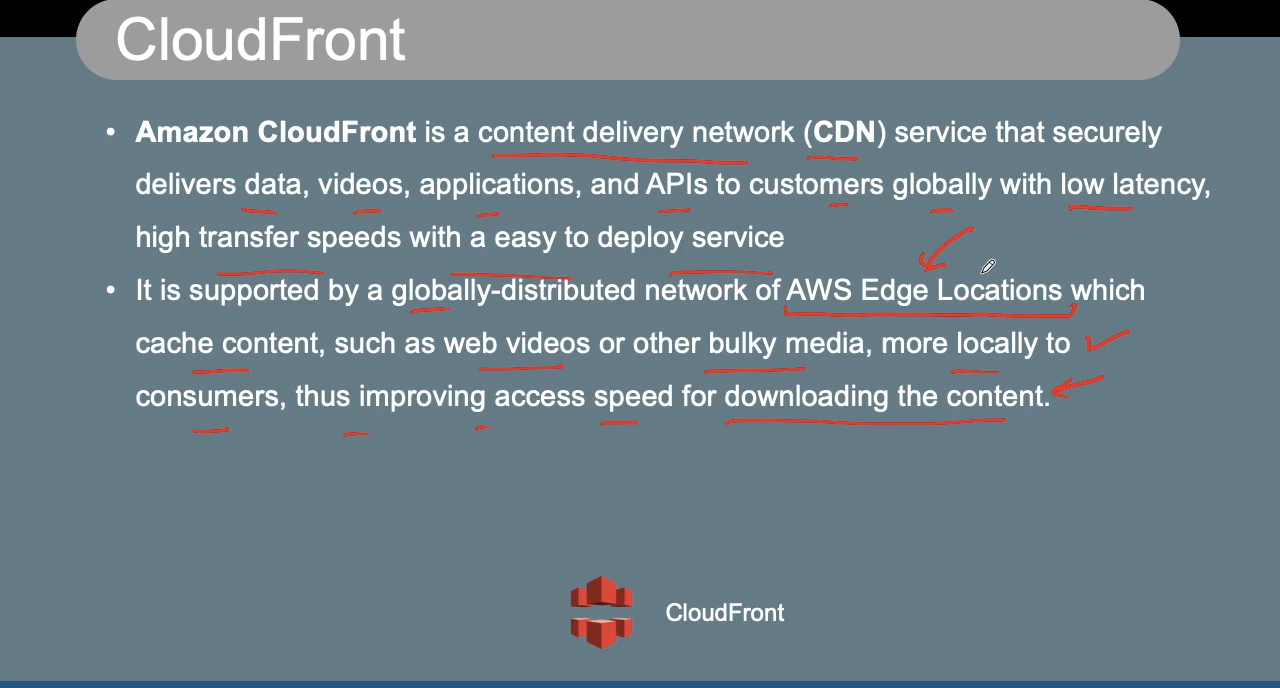 CloudFront
• Amazon CloudFront is a content delivery network (CDN) service that securely
delivers data, videos, applications, and APIs to customers globally with low latency,
high transfer speeds with a easy to deploy service
• It is supported by a globally-distributed network of AWS Edge Locations which
cache content, such as web videos or other bulky media, more locally to
consumers, thus improving access speed for downloading the content.
CloudFront